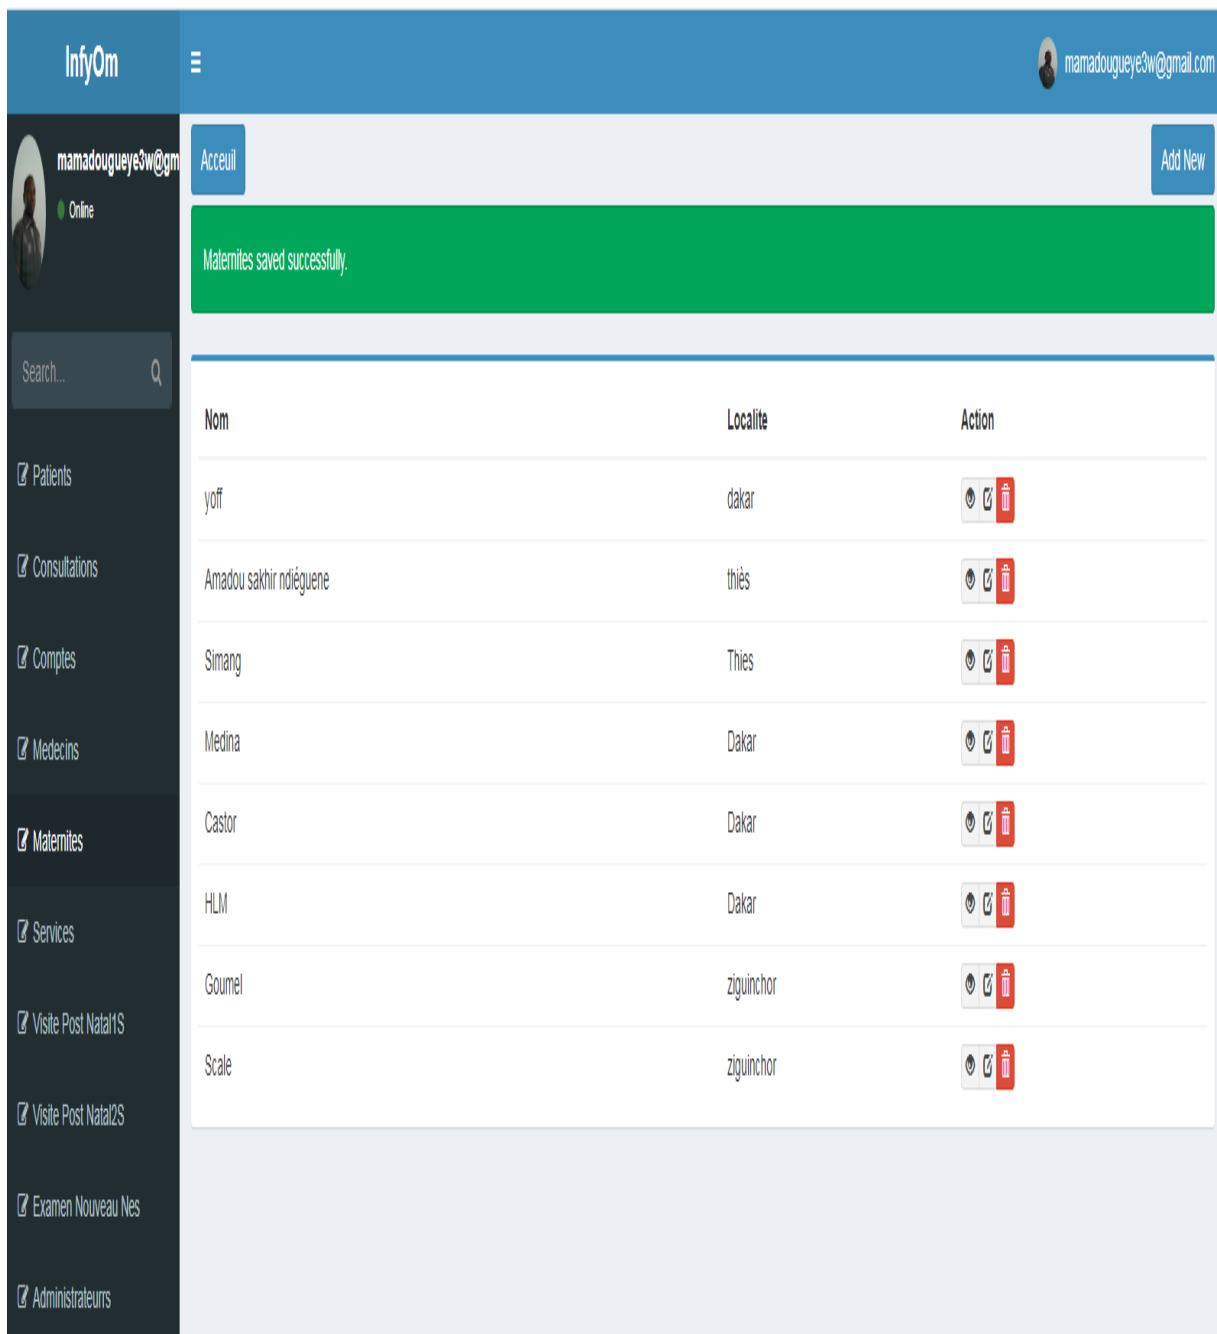 InfyOm
mamadougueye3w@gmail.com
mamadougueye3w@gm
Online
Search...
Patients
Consultations
Comptes
Medecins
Maternites
Services
Visite Post Natal1S
Visite Post Natal2S
Examen Nouveau Nes
Administrateurrs
Acceuil
Add New
Maternites saved successfully.
Nom Localite Action
yoff dakar
Amadou sakhir ndiéguene thiès
Simang Thies
Medina Dakar
Castor Dakar
HLM Dakar
Goumel ziguinchor
Scale ziguinchor